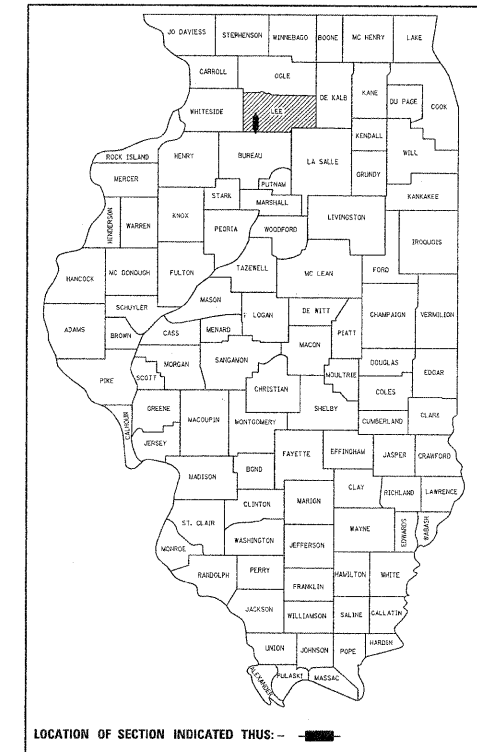 JO DAVIESS STEPHENSON WINNEBAGO BOONE MC HENRY LAKE
CARROLL OGLE
DE KALB KANE
DU PAGE COOK
WHITESIDE LEE
KENDALL WILL
ROCK ISLAND HENRY BUREAU LA SALLE
MERCER PUTNAM GRUNDY
STARK MARSHALL KANKAKEE
HENDERSON WARREN KNOX LIVINGSTON
PEORIA WOODFORD IROQUOIS
HANCOCK MC DONOUGH FULTON TAZEWELL MC LEAN FORD
SCHUYLER MASON
ADAMS BROWN CASS MENARD LOGAN DE WITT PIATT CHAMPAIGN VERMILION
MACON
MORGAN SANGAMON DOUGLAS EDGAR
PIKE SCOTT CHRISTIAN MOULTRIE COLES
CALHOUN GREENE MACOUPIN MONTGOMERY SHELBY CUMBERLAND CLARK
JERSEY
FAYETTE EFFINGHAM JASPER CRAWFORD
MADISON BOND
CLAY RICHLAND LAWRENCE
CLINTON MARION
ST. CLAIR WAYNE EDWARDS WABASH
WASHINGTON JEFFERSON
MONROE
RANDOLPH PERRY HAMILTON WHITE
FRANKLIN
JACKSON WILLIAMSON SALINE GALLATIN
UNION JOHNSON POPE HARDEN
ALEXANDER PULASKI MASSAC
LOCATION OF SECTION INDICATED THUS: -